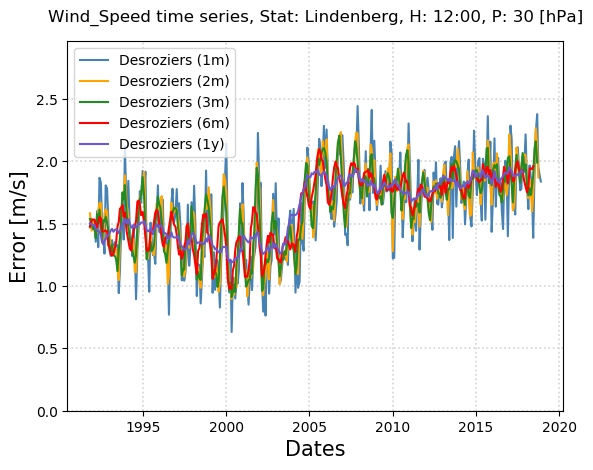 Wind_Speed time series, Stat: Lindenberg, H: 12:00, P: 30 [hPa]
Desroziers (1m)
Desroziers (2m)
Desroziers (3m)
Desroziers (6m)
Desroziers (1y)
Error [m/s]
2.5
2.0
1.5
1.0
0.5
0.0
1995 2000 2005 2010 2015 2020
Dates